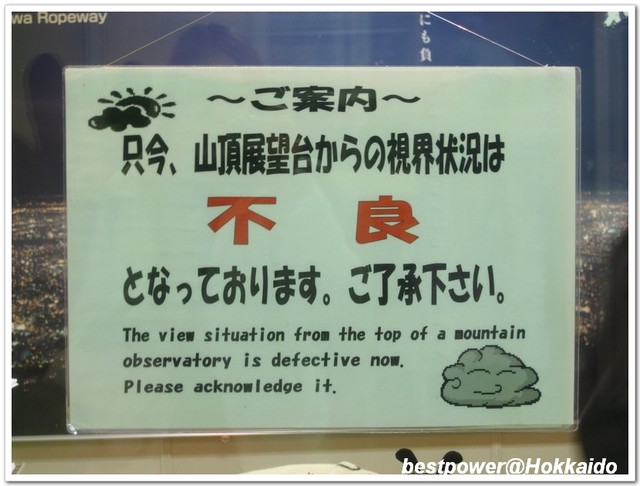 wa Ropeway
にも負
～ご案内～
只今、山頂展望台からの視界状況は
不良
となっております。ご了承下さい。
The view situation from the top of a mountain
observatory is defective now.
Please acknowledge it.
bestpower@Hokkaido